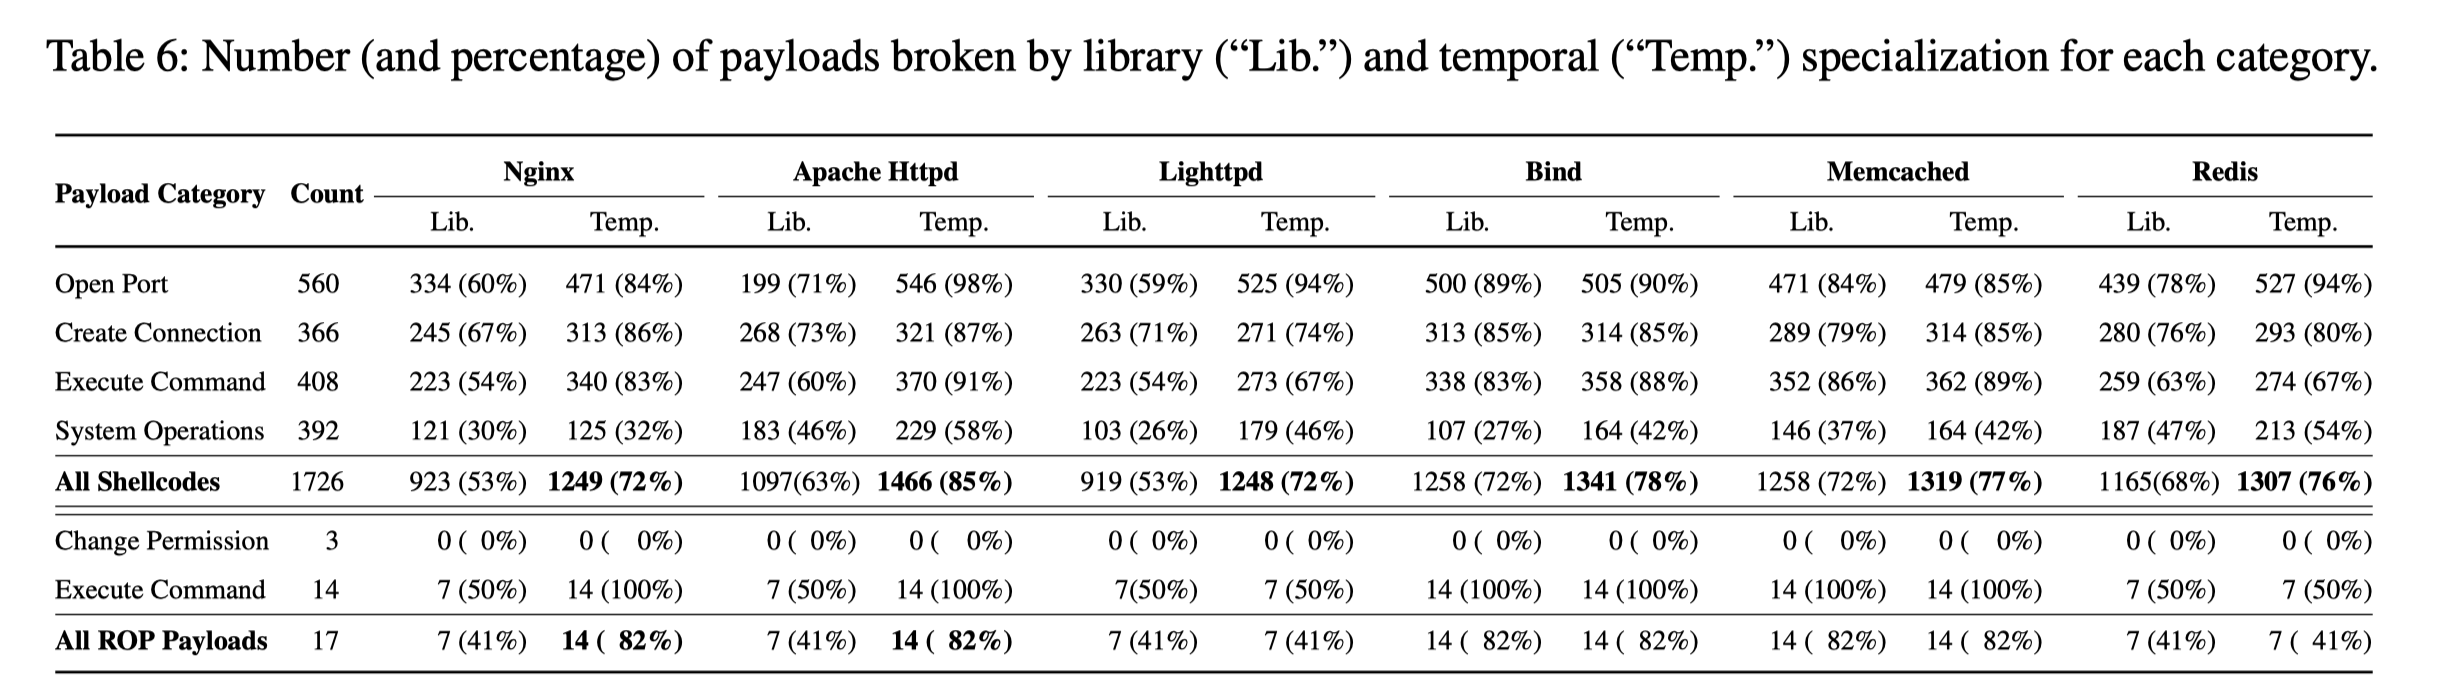 Table 6: Number (and percentage) of payloads broken by library (“Lib.”) and temporal (“Temp.”) specialization for each category.
Payload Category Count Nginx Apache Httpd Lighttpd Bind Memcached Redis
Lib. Temp. Lib. Temp. Lib. Temp. Lib. Temp. Lib. Temp. Lib. Temp.
Open Port 560 334 (60%) 471 (84%) 199 (71%) 546 (98%) 330 (59%) 525 (94%) 500 (89%) 505 (90%) 471 (84%) 479 (85%) 439 (78%) 527 (94%)
Create Connection 366 245 (67%) 313 (86%) 268 (73%) 321 (87%) 263 (71%) 271 (74%) 313 (85%) 314 (85%) 289 (79%) 314 (85%) 280 (76%) 293 (80%)
Execute Command 408 223 (54%) 340 (83%) 247 (60%) 370 (91%) 223 (54%) 273 (67%) 338 (83%) 358 (88%) 352 (86%) 362 (89%) 259 (63%) 274 (67%)
System Operations 392 121 (30%) 125 (32%) 183 (46%) 229 (58%) 103 (26%) 179 (46%) 107 (27%) 164 (42%) 146 (37%) 164 (42%) 187 (47%) 213 (54%)
All Shellcodes 1726 923 (53%) 1249 (72%) 1097(63%) 1466 (85%) 919 (53%) 1248 (72%) 1258 (72%) 1341 (78%) 1258 (72%) 1319 (77%) 1165(68%) 1307 (76%)
Change Permission 3 0 ( 0%) 0 ( 0%) 0 ( 0%) 0 ( 0%) 0 ( 0%) 0 ( 0%) 0 ( 0%) 0 ( 0%) 0 ( 0%) 0 ( 0%) 0 ( 0%) 0 ( 0%)
Execute Command 14 7 (50%) 14 (100%) 7 (50%) 14 (100%) 7(50%) 7 (50%) 14 (100%) 14 (100%) 14 (100%) 14 (100%) 7 (50%) 7 (50%)
All ROP Payloads 17 7 (41%) 14 ( 82%) 7 (41%) 14 ( 82%) 7 (41%) 7 (41%) 14 ( 82%) 14 ( 82%) 14 ( 82%) 14 ( 82%) 7 (41%) 7 ( 41%)